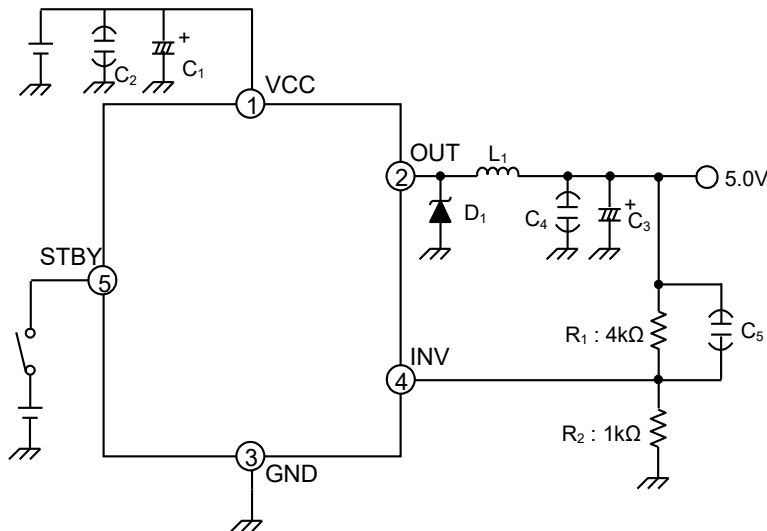 +
C₂
C₁
VCC
1
OUT
L₁
2
5.0V
+
D₁
C₄
C₃
STBY
5
INV
R₁ : 4kΩ
C₅
4
R₂ : 1kΩ
3
GND